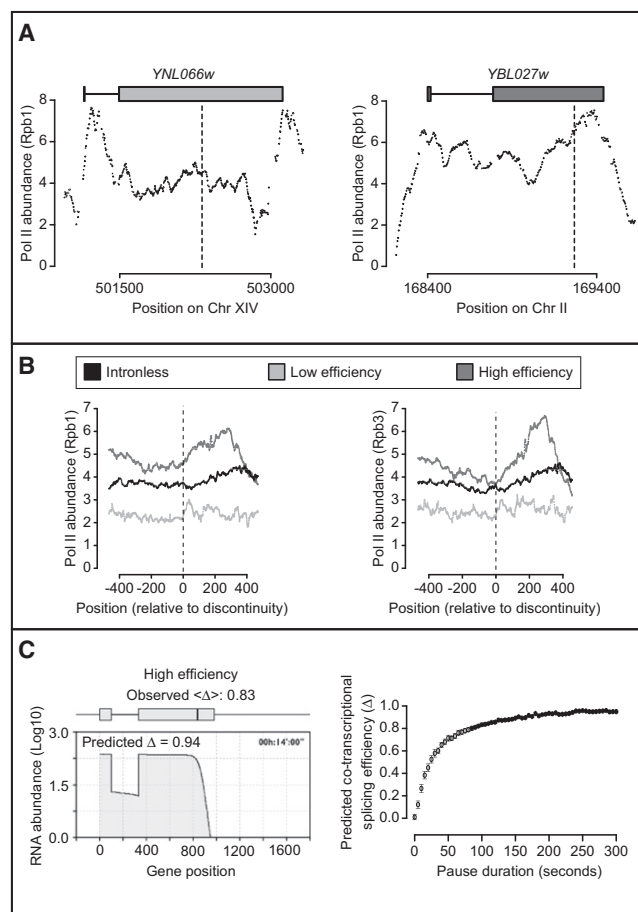 A
YNL066w
YBL027w
Pol II abundance (Rpb1)
8
6
4
2
0
501500
503000
Position on Chr XIV
Pol II abundance (Rpb1)
8
6
4
2
0
168400
169400
Position on Chr II
B
Intronless
Low efficiency
High efficiency
Pol II abundance (Rpb1)
7
6
5
4
3
2
1
0
-400 -200 0 200 400
Position (relative to discontinuity)
Pol II abundance (Rpb3)
7
6
5
4
3
2
1
0
-400 -200 0 200 400
Position (relative to discontinuity)
C
High efficiency
Observed <Δ>: 0.83
Predicted Δ = 0.94
00h:14':00"
RNA abundance (Log10)
3.0
1.5
0.0
0 400 800 1200 1600
Gene position
Predicted co-transcriptional
splicing efficiency (Δ)
1.0
0.8
0.6
0.4
0.2
0.0
0 50 100 150 200 250 300
Pause duration (seconds)